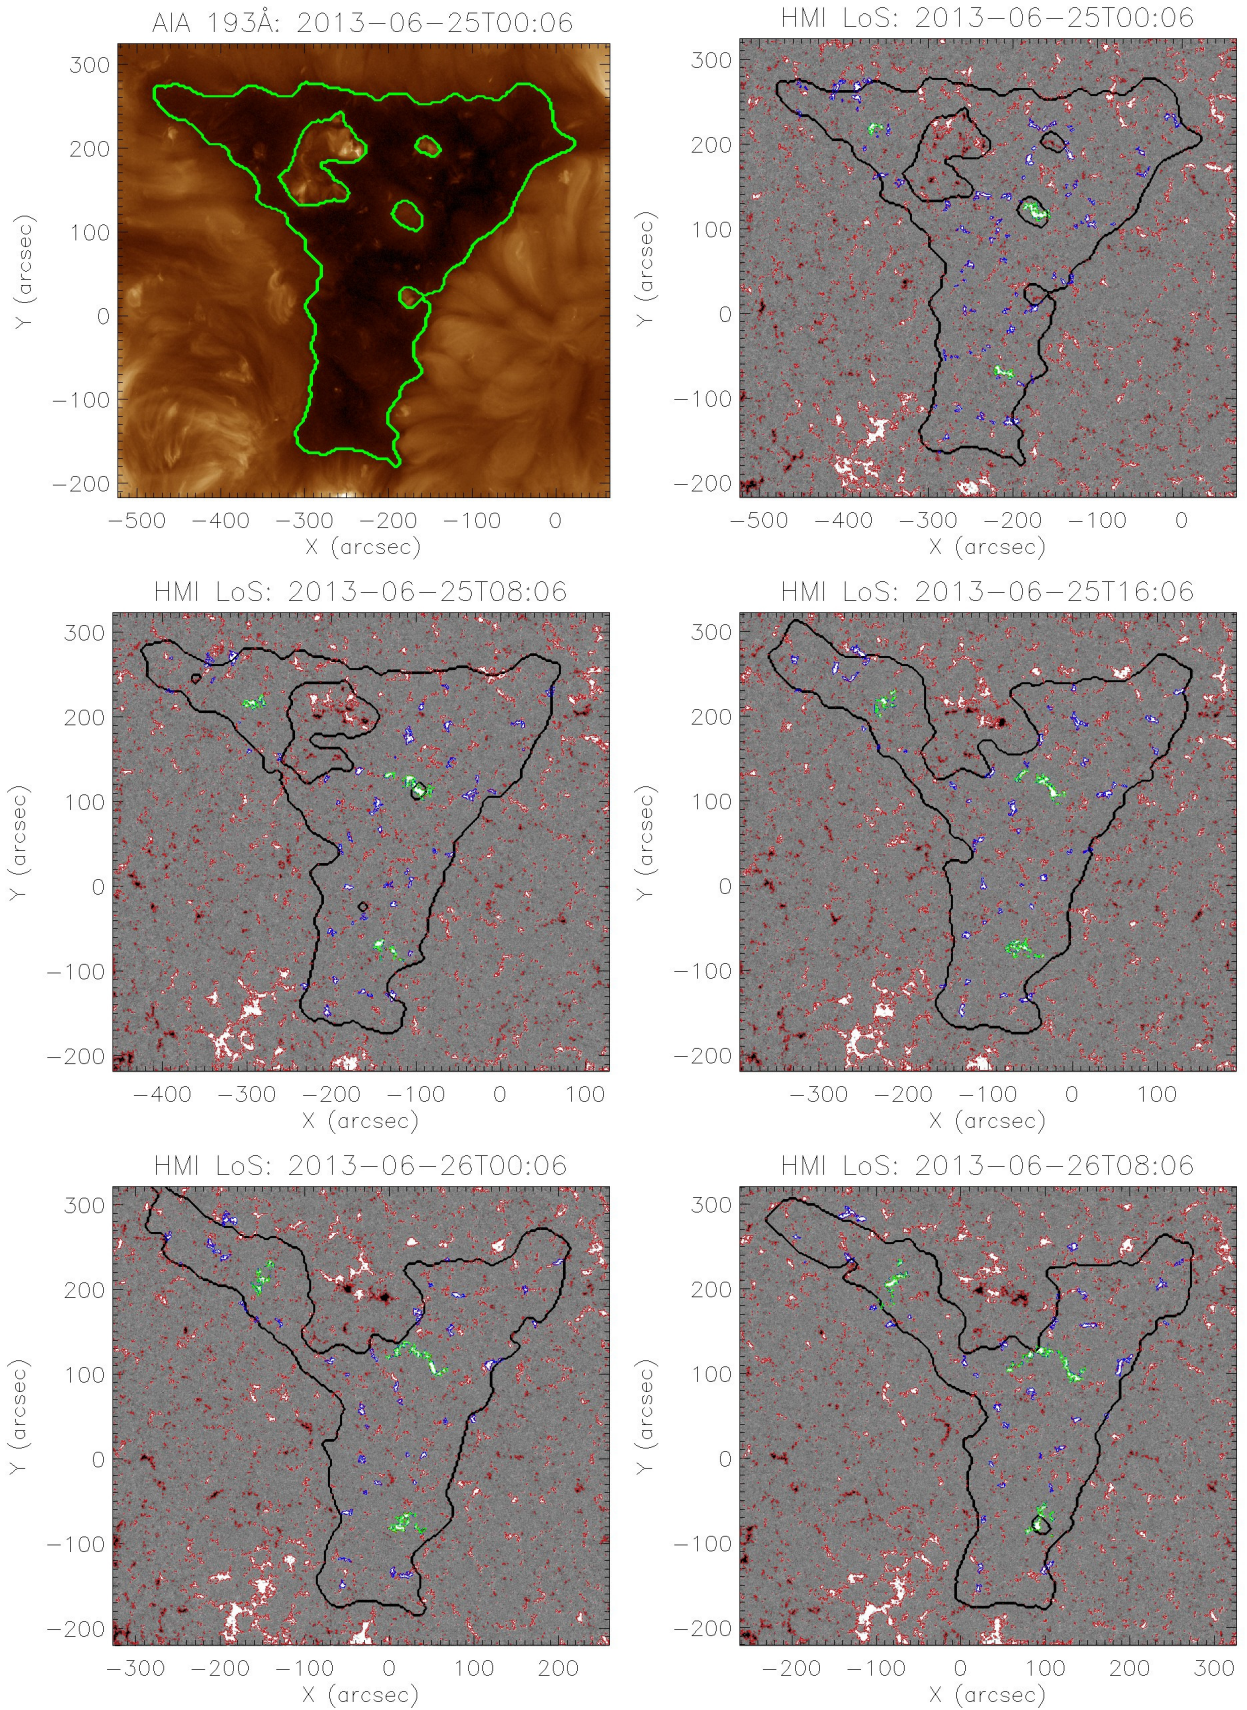 AIA 193Å: 2013-06-25T00:06
HMI LoS: 2013-06-25T00:06
300
200
100
0
−100
−200
Y (arcsec)
−500 −400 −300 −200 −100 0
X (arcsec)
300
200
100
0
−100
−200
Y (arcsec)
−500 −400 −300 −200 −100 0
X (arcsec)
HMI LoS: 2013-06-25T08:06
HMI LoS: 2013-06-25T16:06
300
200
100
0
−100
−200
Y (arcsec)
−400 −300 −200 −100 0 100
X (arcsec)
300
200
100
0
−100
−200
Y (arcsec)
−300 −200 −100 0 100
X (arcsec)
HMI LoS: 2013-06-26T00:06
HMI LoS: 2013-06-26T08:06
300
200
100
0
−100
−200
Y (arcsec)
−300 −200 −100 0 100 200
X (arcsec)
300
200
100
0
−100
−200
Y (arcsec)
−200 −100 0 100 200 300
X (arcsec)